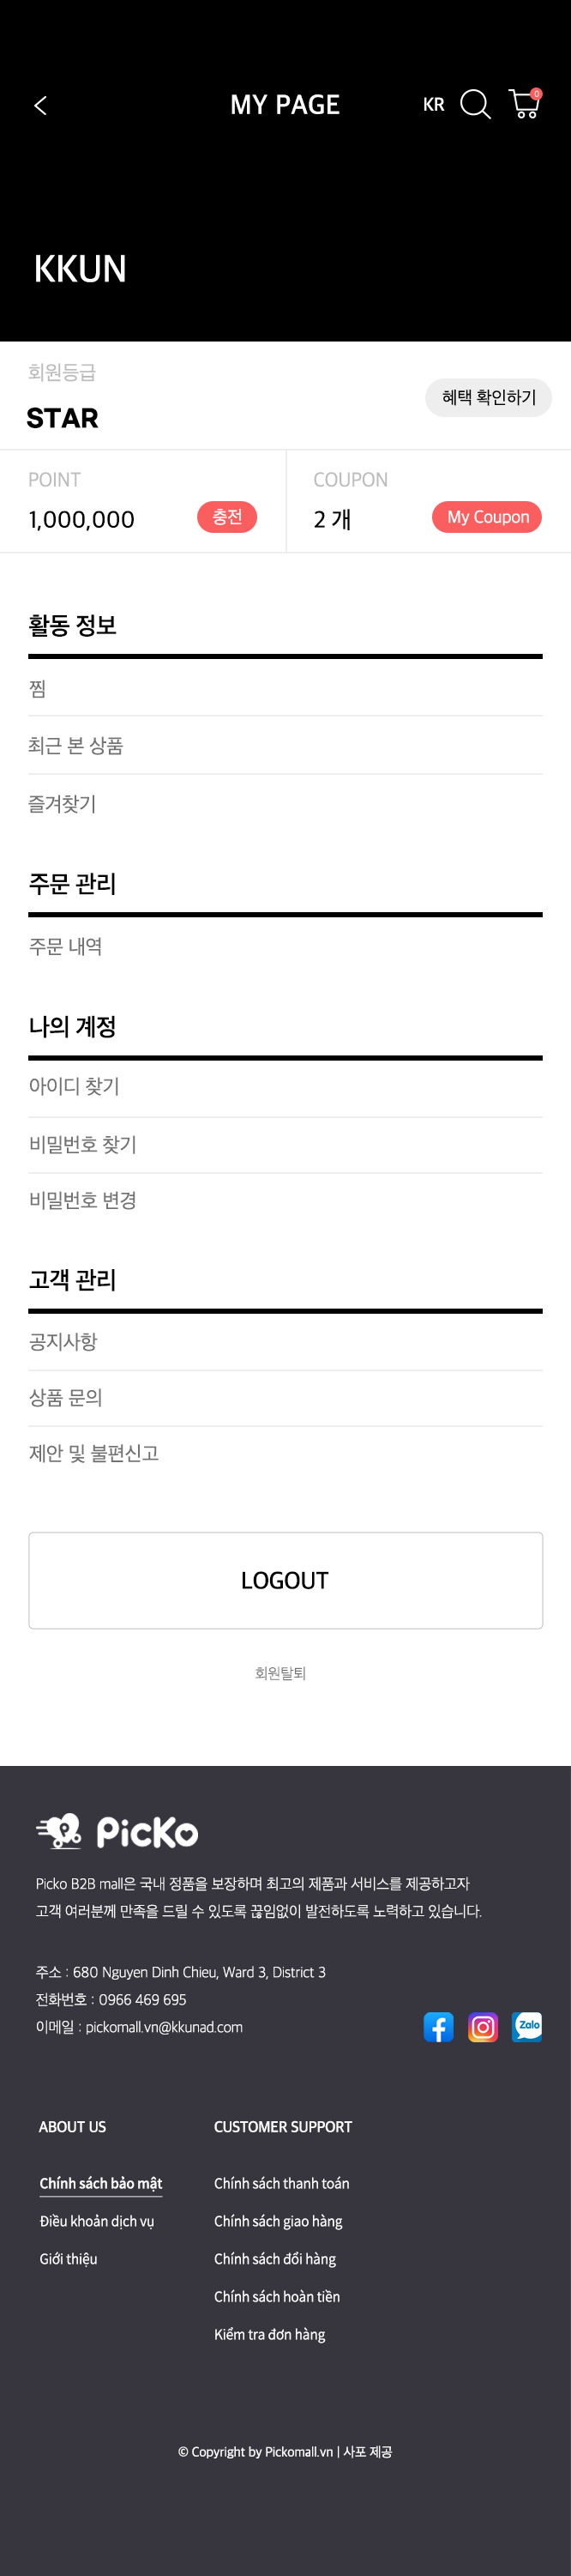 MY PAGE
KR
0
KKUN
회원등급
STAR
혜택 확인하기
POINT
1,000,000
충전
COUPON
2 개
My Coupon
활동 정보
찜
최근 본 상품
즐겨찾기
주문 관리
주문 내역
나의 계정
아이디 찾기
비밀번호 찾기
비밀번호 변경
고객 관리
공지사항
상품 문의
제안 및 불편신고
LOGOUT
회원탈퇴
PicKo
Picko B2B mall은 국내 정품을 보장하며 최고의 제품과 서비스를 제공하고자
고객 여러분께 만족을 드릴 수 있도록 끊임없이 발전하도록 노력하고 있습니다.
주소 : 680 Nguyen Dinh Chieu, Ward 3, District 3
전화번호 : 0966 469 695
이메일 : pickomall.vn@kkunad.com
Zalo
ABOUT US
Chính sách bảo mật
Điều khoản dịch vụ
Giới thiệu
CUSTOMER SUPPORT
Chính sách thanh toán
Chính sách giao hàng
Chính sách đổi hàng
Chính sách hoàn tiền
Kiểm tra đơn hàng
© Copyright by Pickomall.vn | 사포 제공